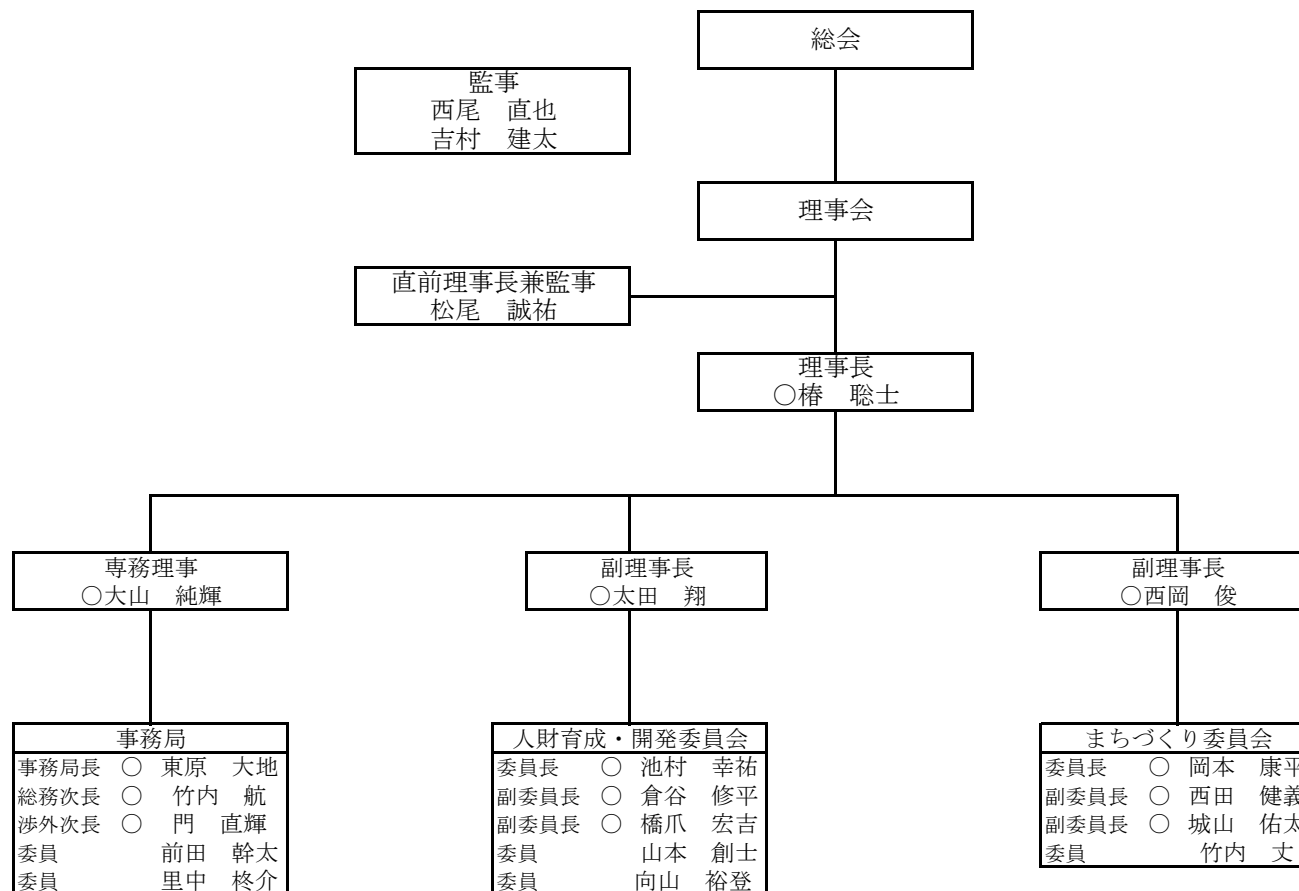 総会
監事
西尾　直也
吉村　建太
理事会
直前理事長兼監事
松尾　誠祐
理事長
○椿　聡士
専務理事
○大山　純輝
副理事長
○太田　翔
副理事長
○西岡　俊
事務局
事務局長 ○ 東原　大地
総務次長 ○ 竹内　航
渉外次長 ○ 門　直輝
委員 前田　幹太
委員 里中　柊介
人財育成・開発委員会
委員長 ○ 池村　幸祐
副委員長 ○ 倉谷　修平
副委員長 ○ 橋爪　宏吉
委員 山本　創士
委員 向山　裕登
まちづくり委員会
委員長 ○ 岡本　康平
副委員長 ○ 西田　健義
副委員長 ○ 城山　佑太
委員 竹内　丈